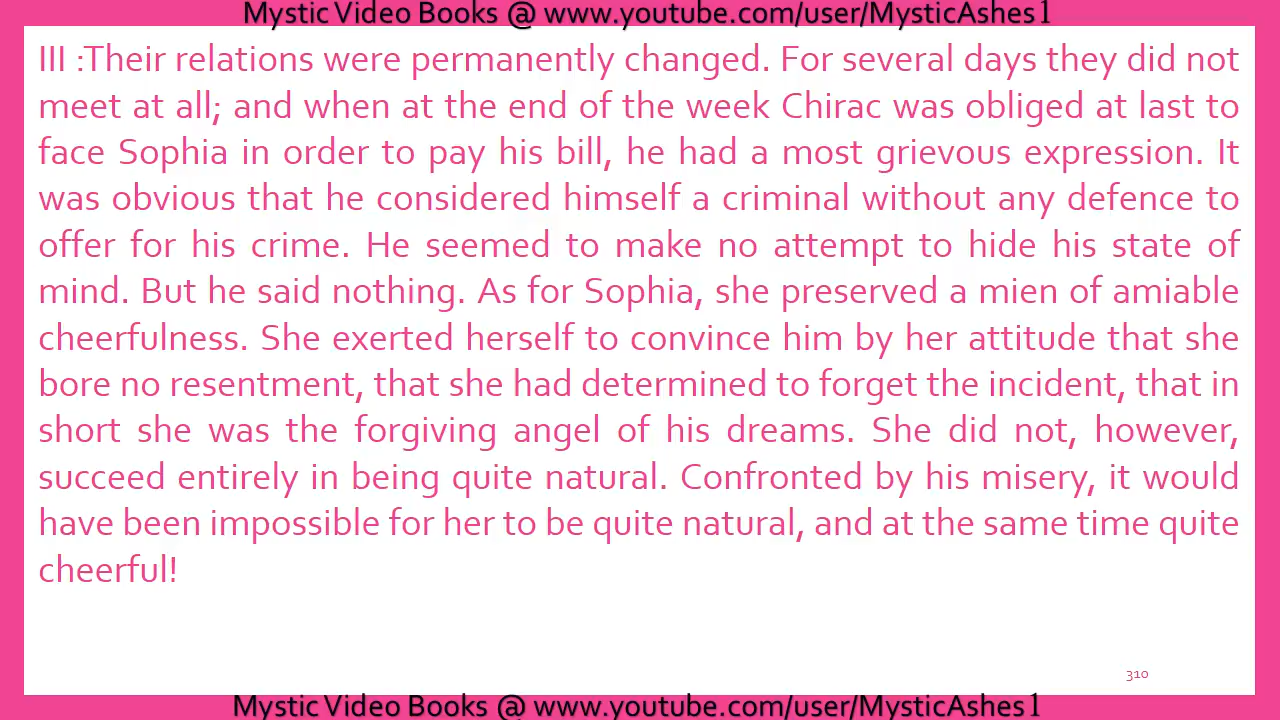 Mystic Video Books @ www.youtube.com/user/MysticAshes1
III :Their relations were permanently changed. For several days they did not
meet at all; and when at the end of the week Chirac was obliged at last to
face Sophia in order to pay his bill, he had a most grievous expression. It
was obvious that he considered himself a criminal without any defence to
offer for his crime. He seemed to make no attempt to hide his state of
mind. But he said nothing. As for Sophia, she preserved a mien of amiable
cheerfulness. She exerted herself to convince him by her attitude that she
bore no resentment, that she had determined to forget the incident, that in
short she was the forgiving angel of his dreams. She did not, however,
succeed entirely in being quite natural. Confronted by his misery, it would
have been impossible for her to be quite natural, and at the same time quite
cheerful!
310
Mystic Video Books @ www.youtube.com/user/MysticAshes1